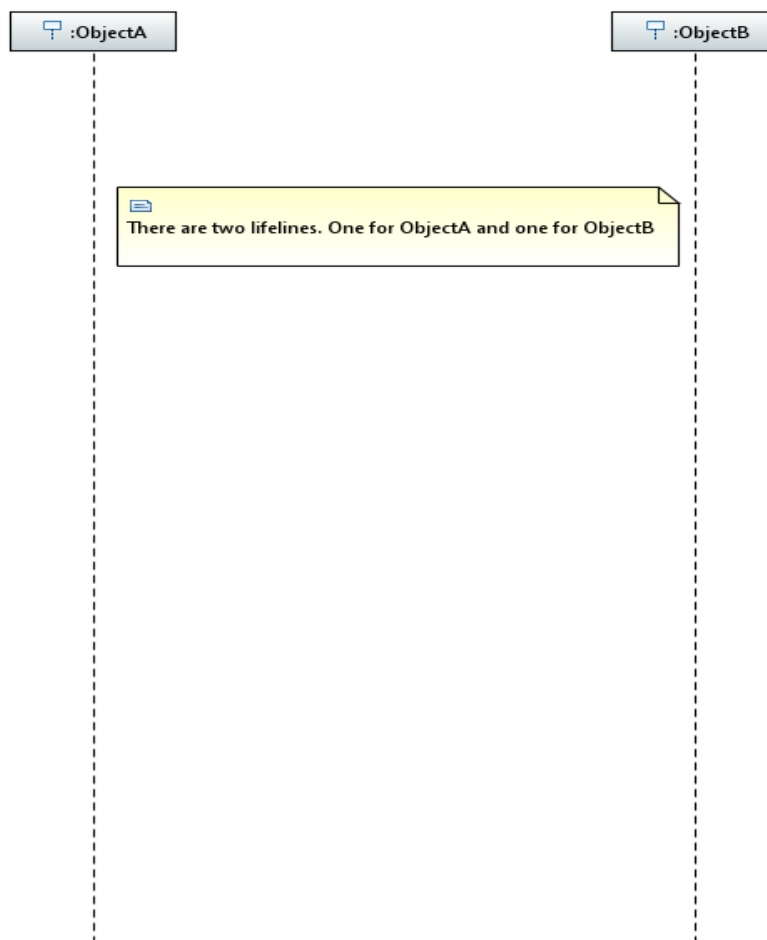 :ObjectA
:ObjectB
There are two lifelines. One for ObjectA and one for ObjectB